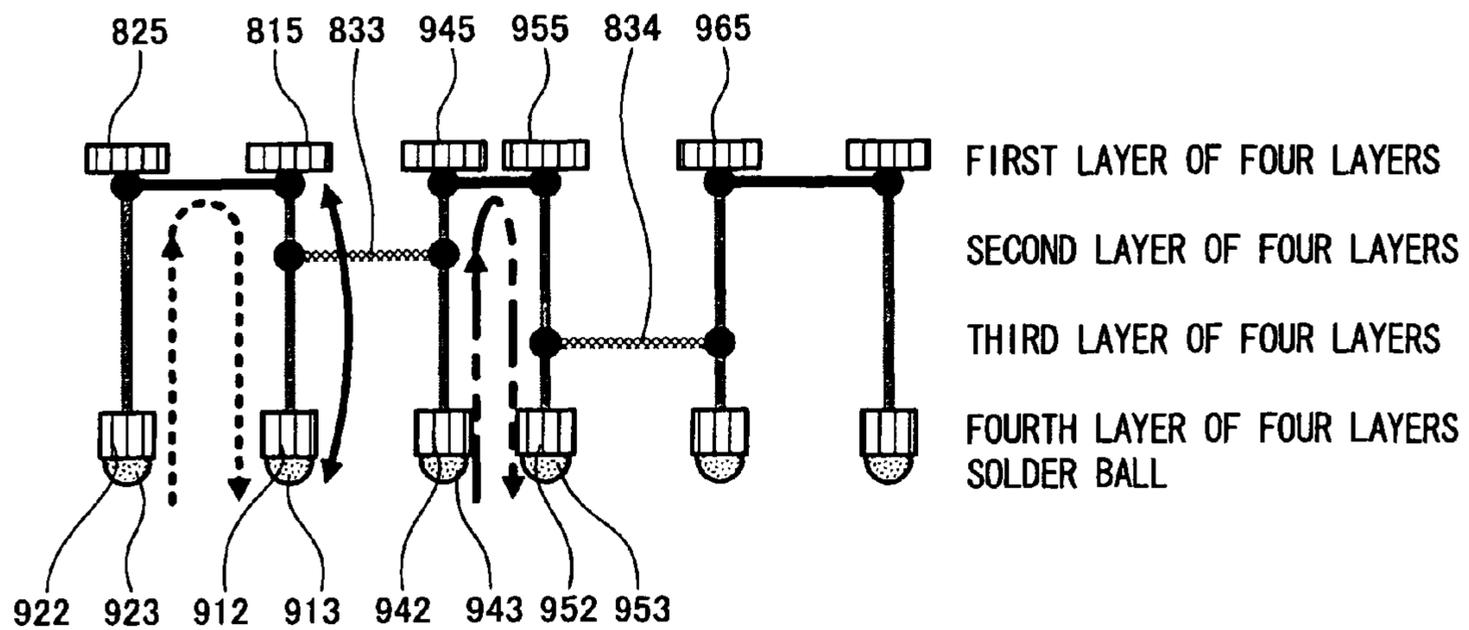 825 815 833 945 955 834 965
FIRST LAYER OF FOUR LAYERS
SECOND LAYER OF FOUR LAYERS
THIRD LAYER OF FOUR LAYERS
FOURTH LAYER OF FOUR LAYERS
SOLDER BALL
922 923 912 913 942 943 952 953